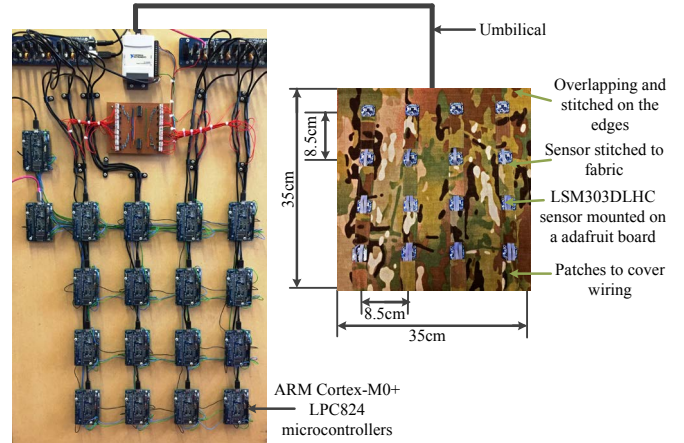 Umbilical
Overlapping and
stitched on the
edges
Sensor stitched to
fabric
LSM303DLHC
sensor mounted on
a adafruit board
Patches to cover
wiring
8.5cm
35cm
8.5cm
35cm
ARM Cortex-M0+
LPC824
microcontrollers